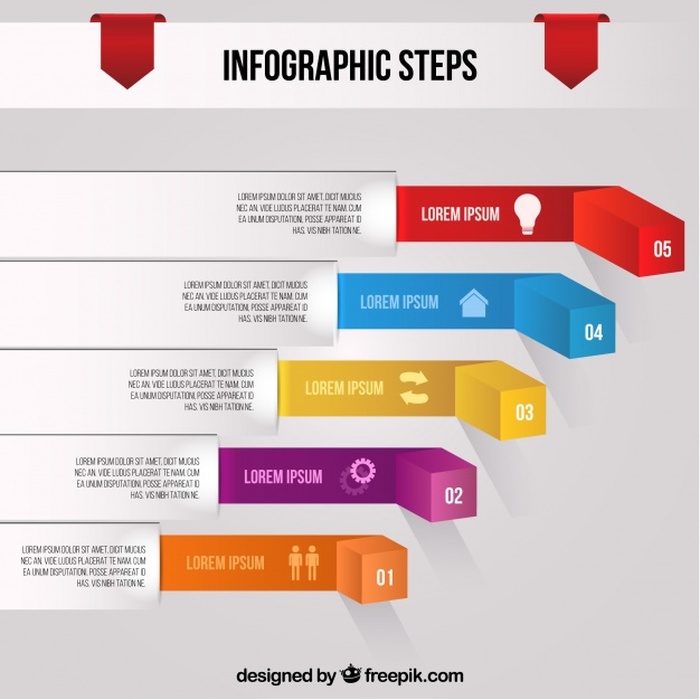 INFOGRAPHIC STEPS
LOREM IPSUM DOLOR SIT AMET, DICIT MUCIUS
NEC AN. VIDE LUDUS PLACERAT TE MAZIM. CUM
EA UNUM DISPUTATIONI, POSSE APPAREAT ID
HAS. VIS NIBH TATION NE.
LOREM IPSUM
05
LOREM IPSUM DOLOR SIT AMET, DICIT MUCIUS
NEC AN. VIDE LUDUS PLACERAT TE MAZIM. CUM
EA UNUM DISPUTATIONI, POSSE APPAREAT ID
HAS. VIS NIBH TATION NE.
LOREM IPSUM
04
LOREM IPSUM DOLOR SIT AMET, DICIT MUCIUS
NEC AN. VIDE LUDUS PLACERAT TE MAZIM. CUM
EA UNUM DISPUTATIONI, POSSE APPAREAT ID
HAS. VIS NIBH TATION NE.
LOREM IPSUM
03
LOREM IPSUM DOLOR SIT AMET, DICIT MUCIUS
NEC AN. VIDE LUDUS PLACERAT TE MAZIM. CUM
EA UNUM DISPUTATIONI, POSSE APPAREAT ID
HAS. VIS NIBH TATION NE.
LOREM IPSUM
02
LOREM IPSUM DOLOR SIT AMET, DICIT MUCIUS
NEC AN. VIDE LUDUS PLACERAT TE MAZIM. CUM
EA UNUM DISPUTATIONI, POSSE APPAREAT ID
HAS. VIS NIBH TATION NE.
LOREM IPSUM
01
designed by freepik.com